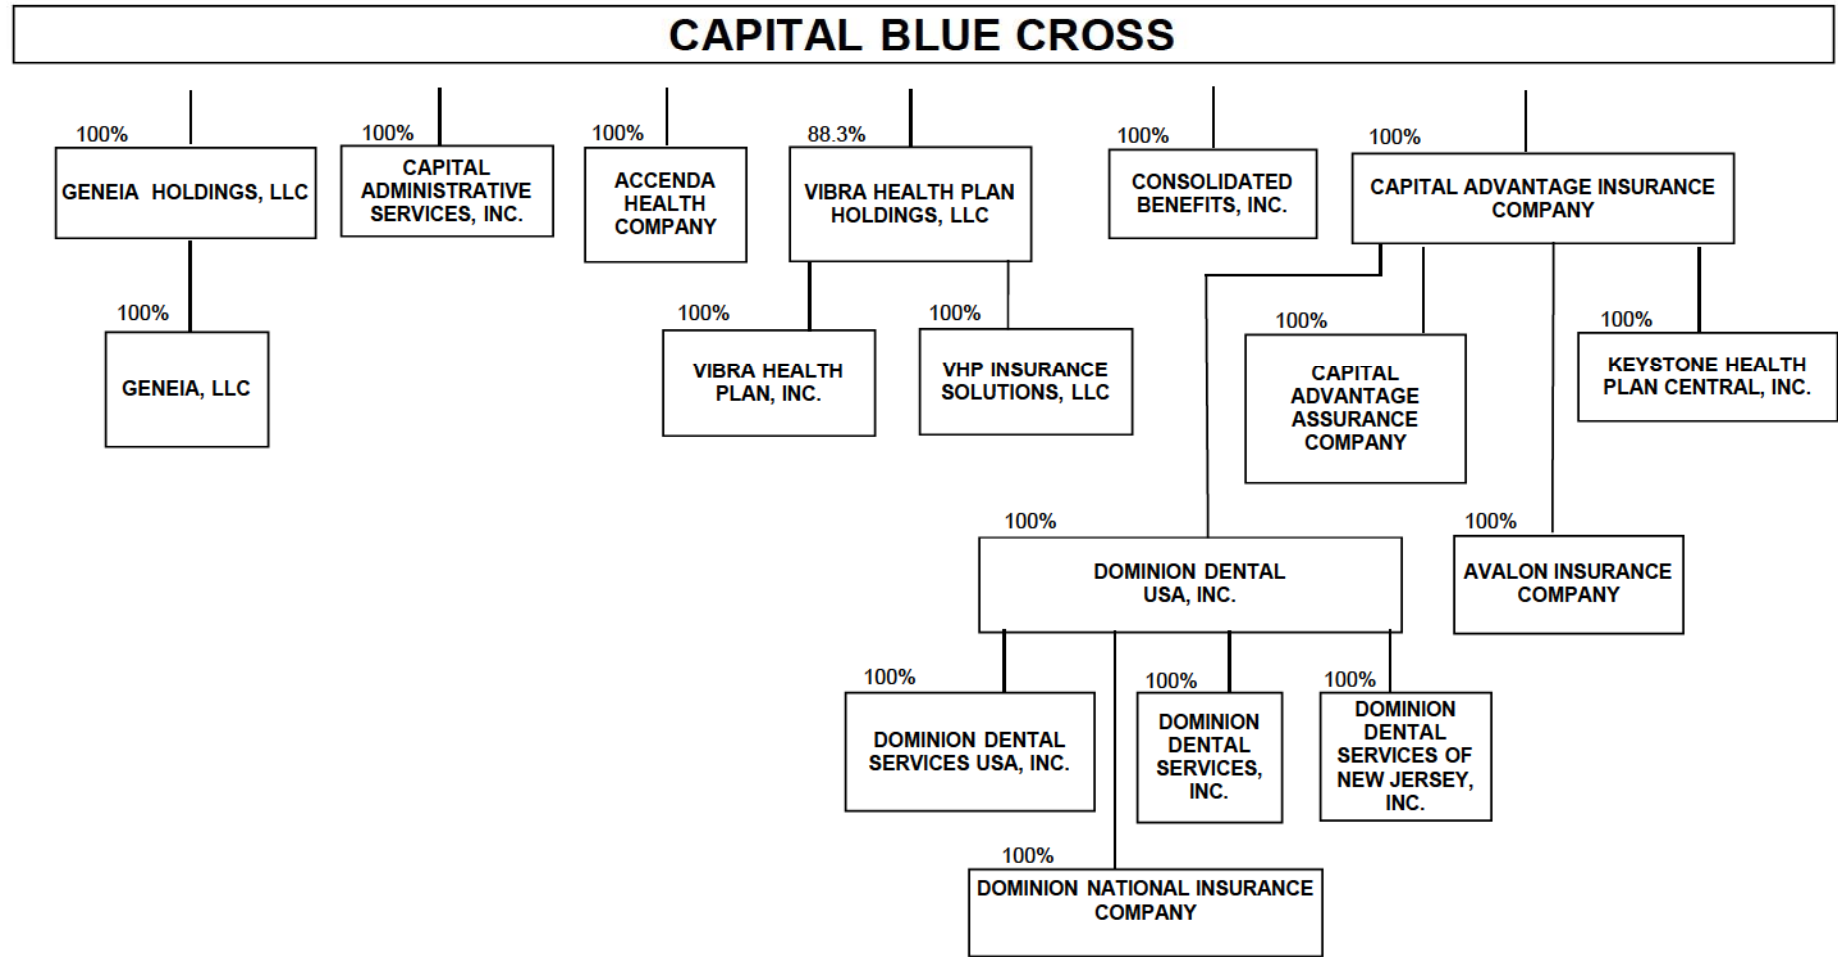 CAPITAL BLUE CROSS
100%
GENEIA HOLDINGS, LLC
100%
CAPITAL
ADMINISTRATIVE
SERVICES, INC.
100%
ACCENDA
HEALTH
COMPANY
88.3%
VIBRA HEALTH PLAN
HOLDINGS, LLC
100%
CONSOLIDATED
BENEFITS, INC.
100%
CAPITAL ADVANTAGE INSURANCE
COMPANY
100%
GENEIA, LLC
100%
VIBRA HEALTH
PLAN, INC.
100%
VHP INSURANCE
SOLUTIONS, LLC
100%
CAPITAL
ADVANTAGE
ASSURANCE
COMPANY
100%
KEYSTONE HEALTH
PLAN CENTRAL, INC.
100%
DOMINION DENTAL
USA, INC.
100%
AVALON INSURANCE
COMPANY
100%
DOMINION DENTAL
SERVICES USA, INC.
100%
DOMINION
DENTAL
SERVICES,
INC.
100%
DOMINION
DENTAL
SERVICES OF
NEW JERSEY,
INC.
100%
DOMINION NATIONAL INSURANCE
COMPANY